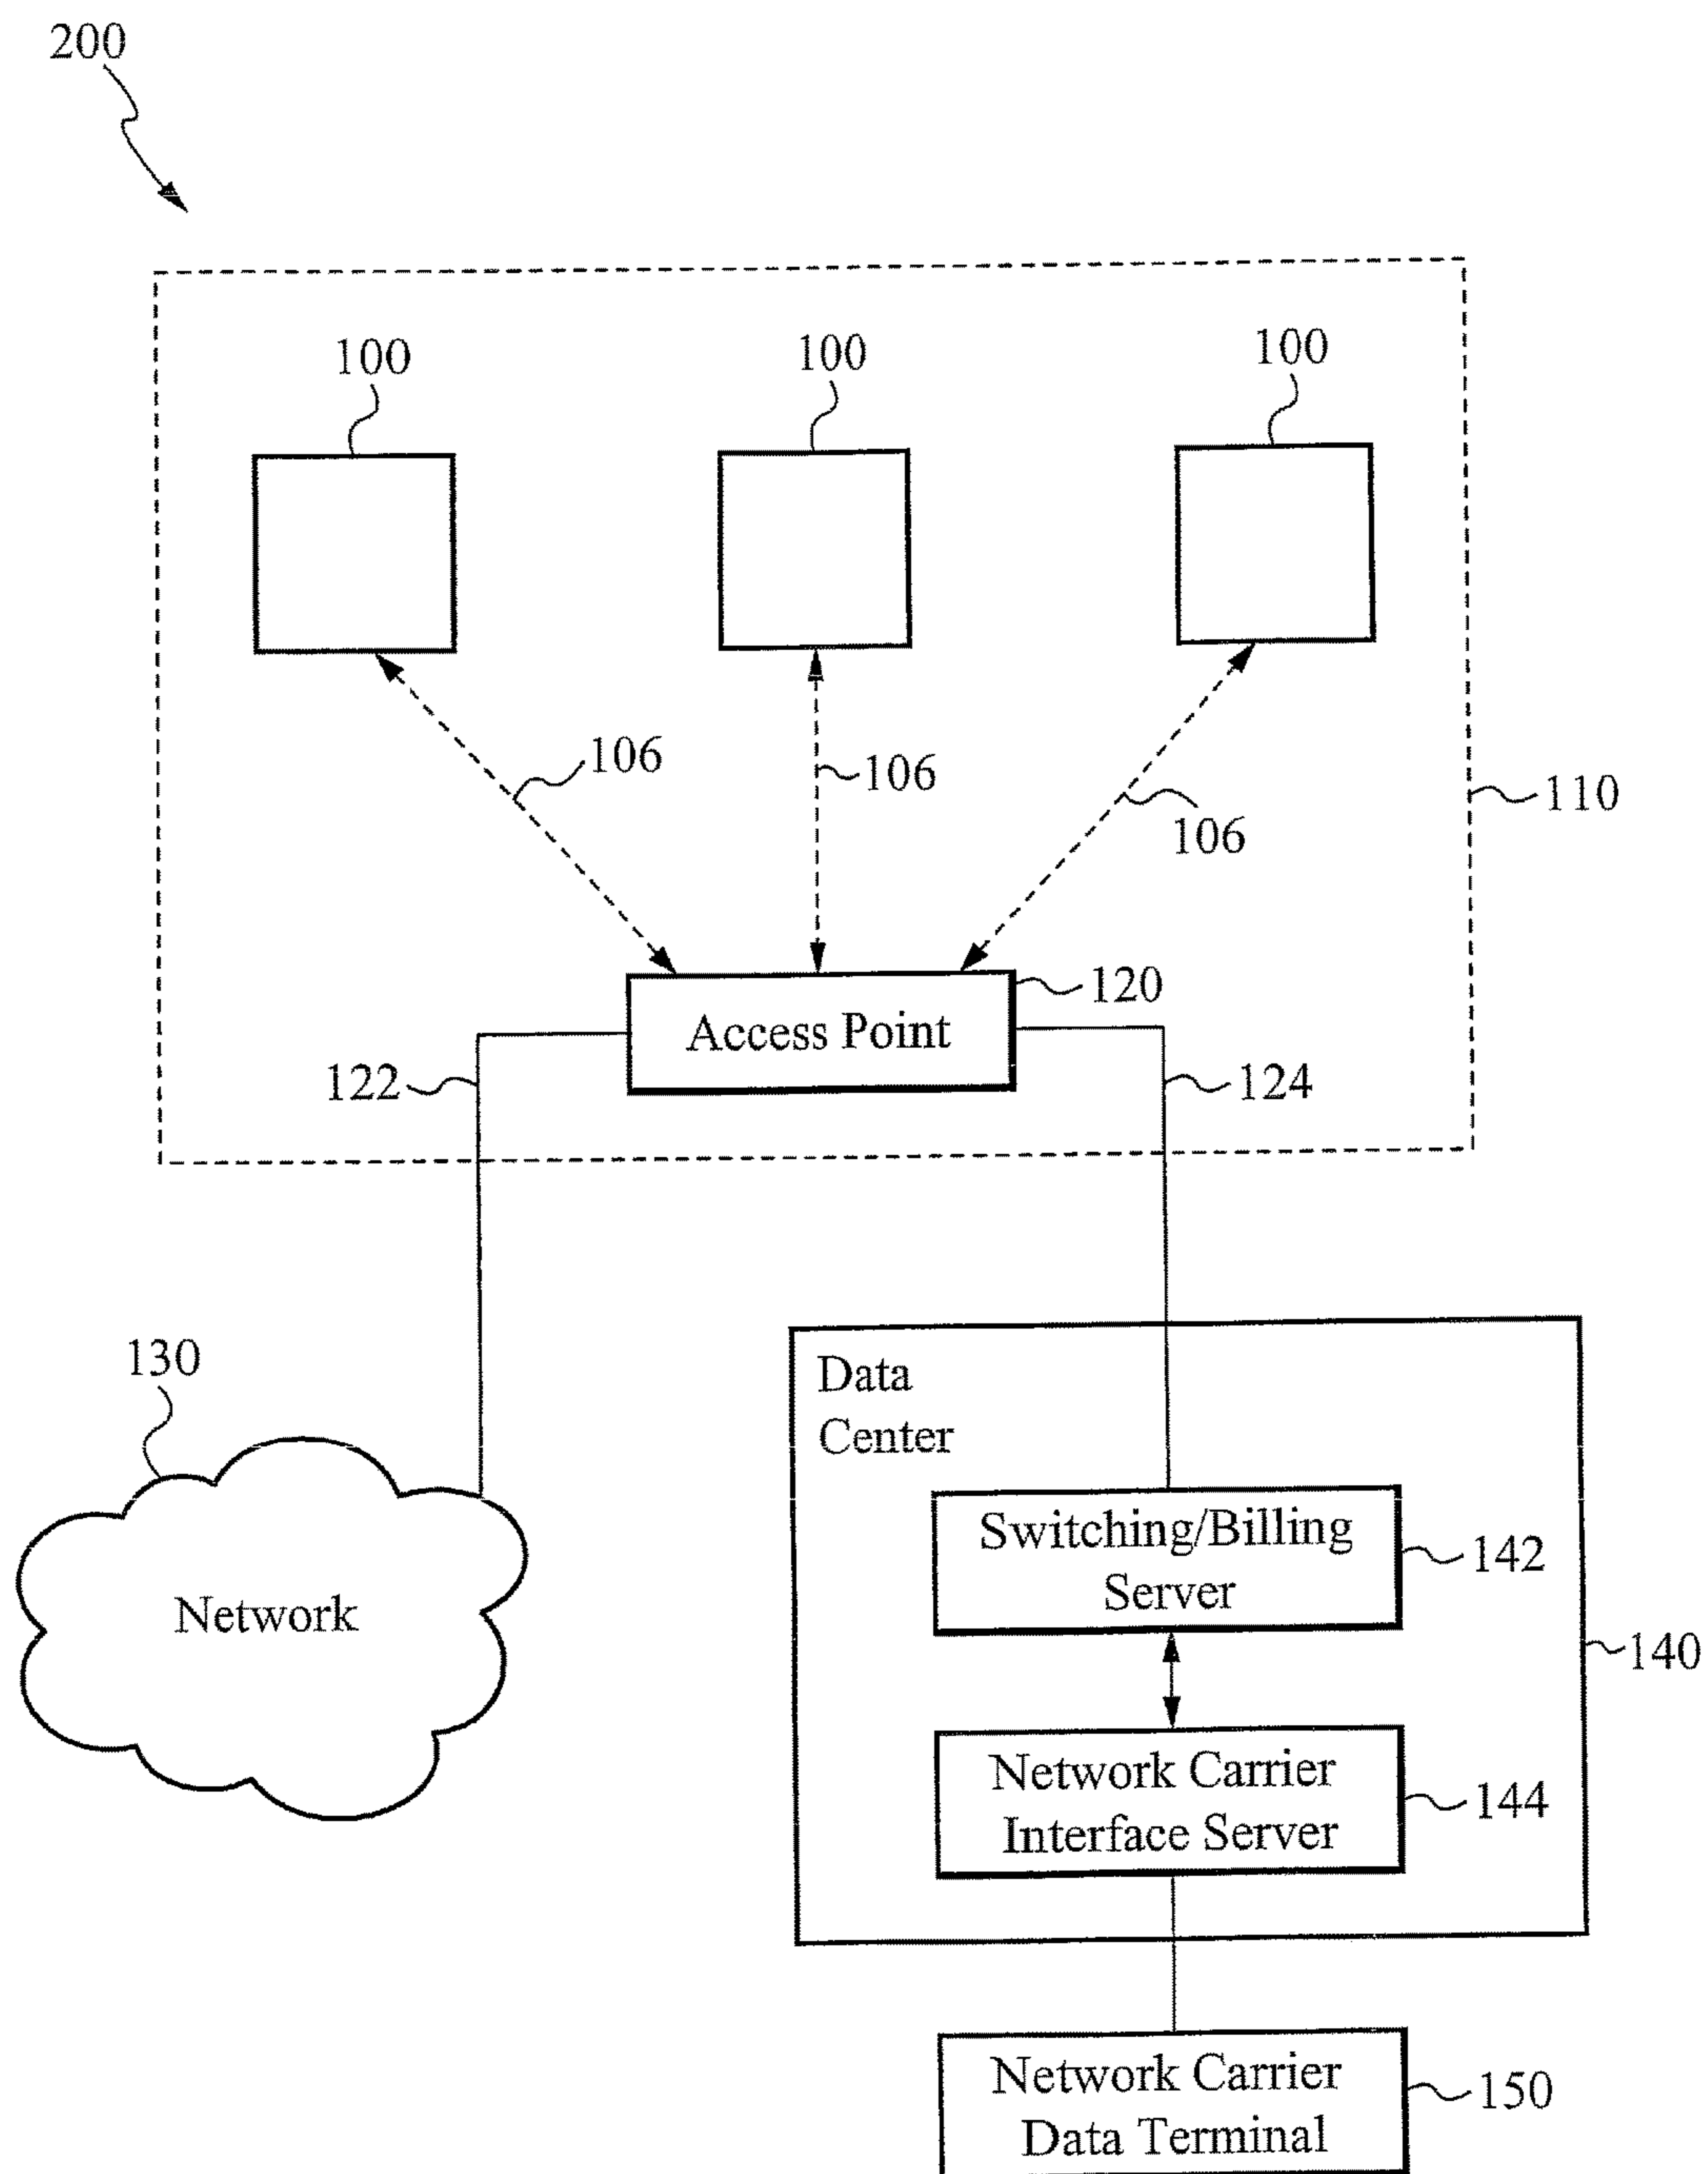 200
100
100
100
106
106
106
110
120
Access Point
122
124
130
Data
Center
Network
Switching/Billing
Server
142
140
Network Carrier
Interface Server
144
Network Carrier
Data Terminal
150